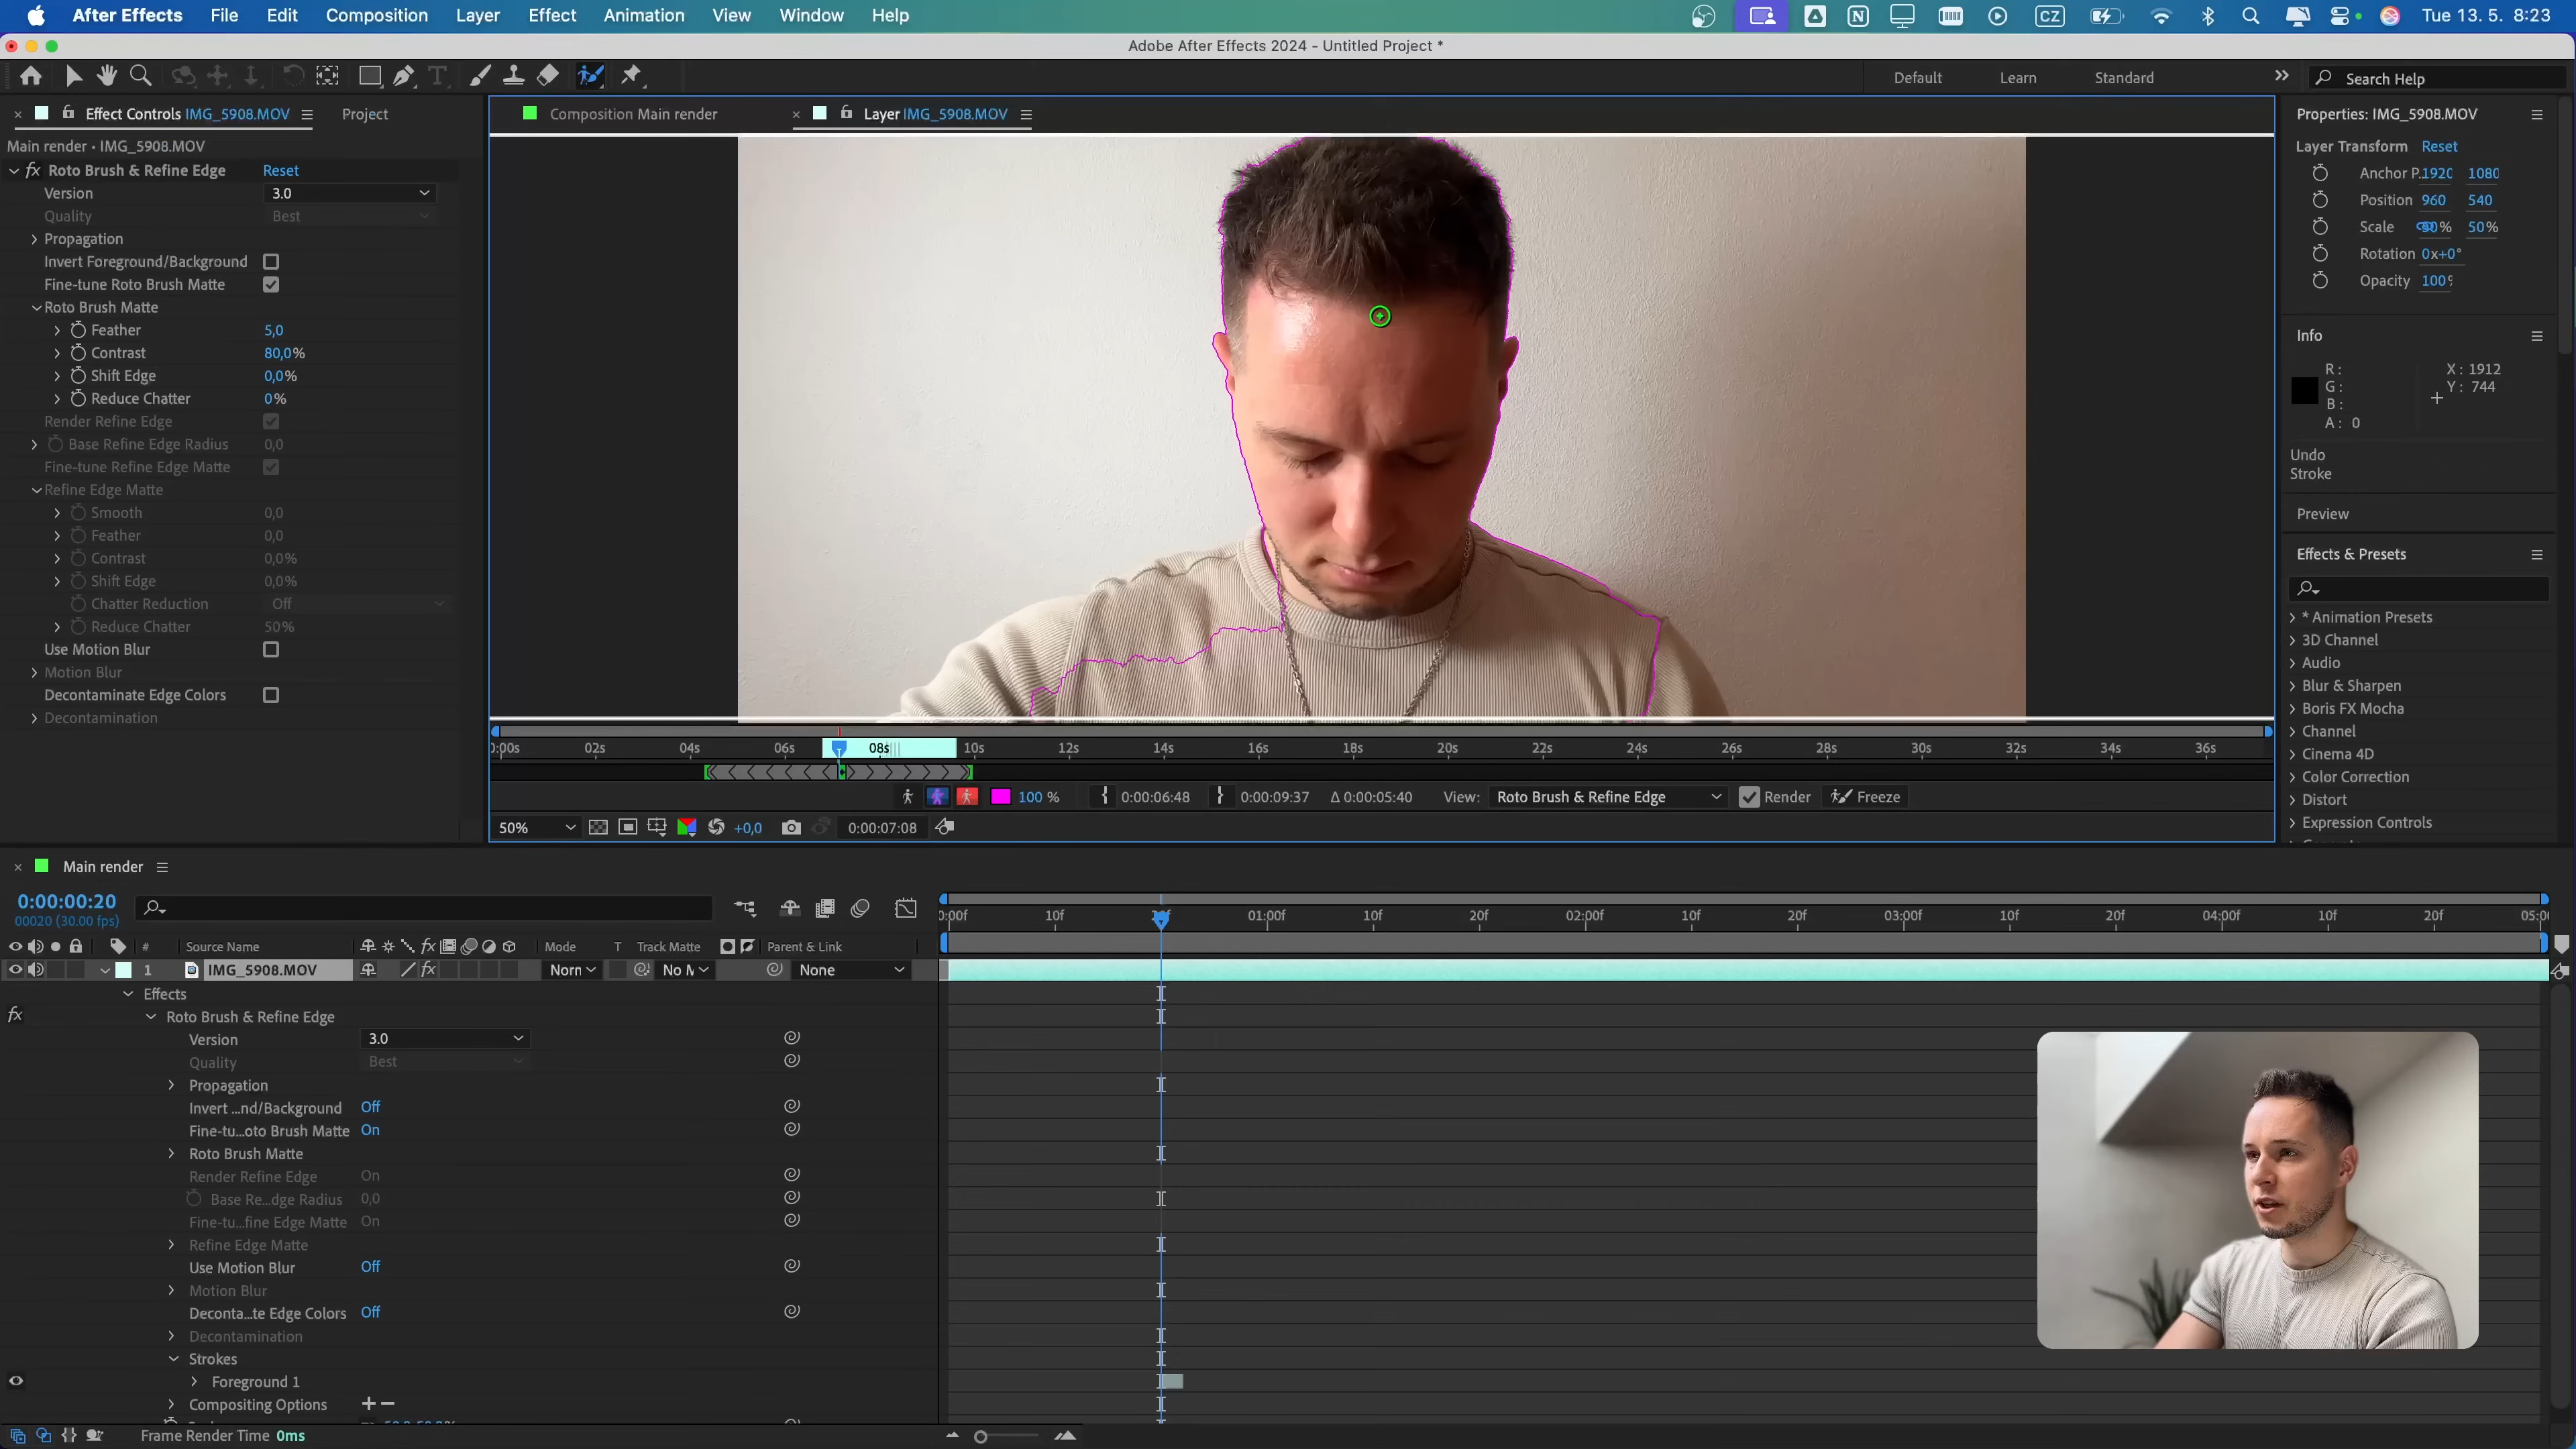 After Effects File Edit Composition Layer Effect Animation View Window Help CZ Tue 13. 5. 8:23
Adobe After Effects 2024 - Untitled Project *
Default Learn Standard Search Help
Effect Controls IMG_5908.MOV Project
Main render • IMG_5908.MOV
fx Roto Brush & Refine Edge Reset
Version 3.0
Quality Best
Propagation
Invert Foreground/Background
Fine-tune Roto Brush Matte
Roto Brush Matte
Feather 5,0
Contrast 80,0%
Shift Edge 0,0%
Reduce Chatter 0%
Render Refine Edge
Base Refine Edge Radius 0,0
Fine-tune Refine Edge Matte
Refine Edge Matte
Smooth 0,0
Feather 0,0
Contrast 0,0%
Shift Edge 0,0%
Chatter Reduction Off
Reduce Chatter 50%
Use Motion Blur
Motion Blur
Decontaminate Edge Colors
Decontamination
Composition Main render Layer IMG_5908.MOV
02s 04s 06s 08s 10s 12s 14s 16s 18s 20s 22s 24s 26s 28s 30s 32s 34s 36s
100 % 0:00:06:48 0:00:09:37 Δ 0:00:05:40 View: Roto Brush & Refine Edge Render Freeze
50% +0,0 0:00:07:08
Properties: IMG_5908.MOV
Layer Transform Reset
Anchor P. 1920 1080
Position 960 540
Scale 50% 50%
Rotation 0x+0°
Opacity 100
Info
R: X: 1912
G: Y: 744
B:
A: 0
Undo
Stroke
Preview
Effects & Presets
* Animation Presets
3D Channel
Audio
Blur & Sharpen
Boris FX Mocha
Channel
Cinema 4D
Color Correction
Distort
Expression Controls
Main render
0:00:00:20
00020 (30.00 fps)
10f 01:00f 10f 20f 02:00f 10f 20f 03:00f 10f 20f 04:00f 10f 20f 05:0
# Source Name fx Mode T Track Matte Parent & Link
1 IMG_5908.MOV fx Norn No M None
Effects
fx Roto Brush & Refine Edge
Version 3.0
Quality Best
Propagation
Invert ...nd/Background Off
Fine-tu...oto Brush Matte On
Roto Brush Matte
Render Refine Edge On
Base Re...dge Radius 0,0
Fine-tu...fine Edge Matte On
Refine Edge Matte
Use Motion Blur Off
Motion Blur
Deconta...te Edge Colors Off
Decontamination
Strokes
Foreground 1
Compositing Options
Frame Render Time 0ms